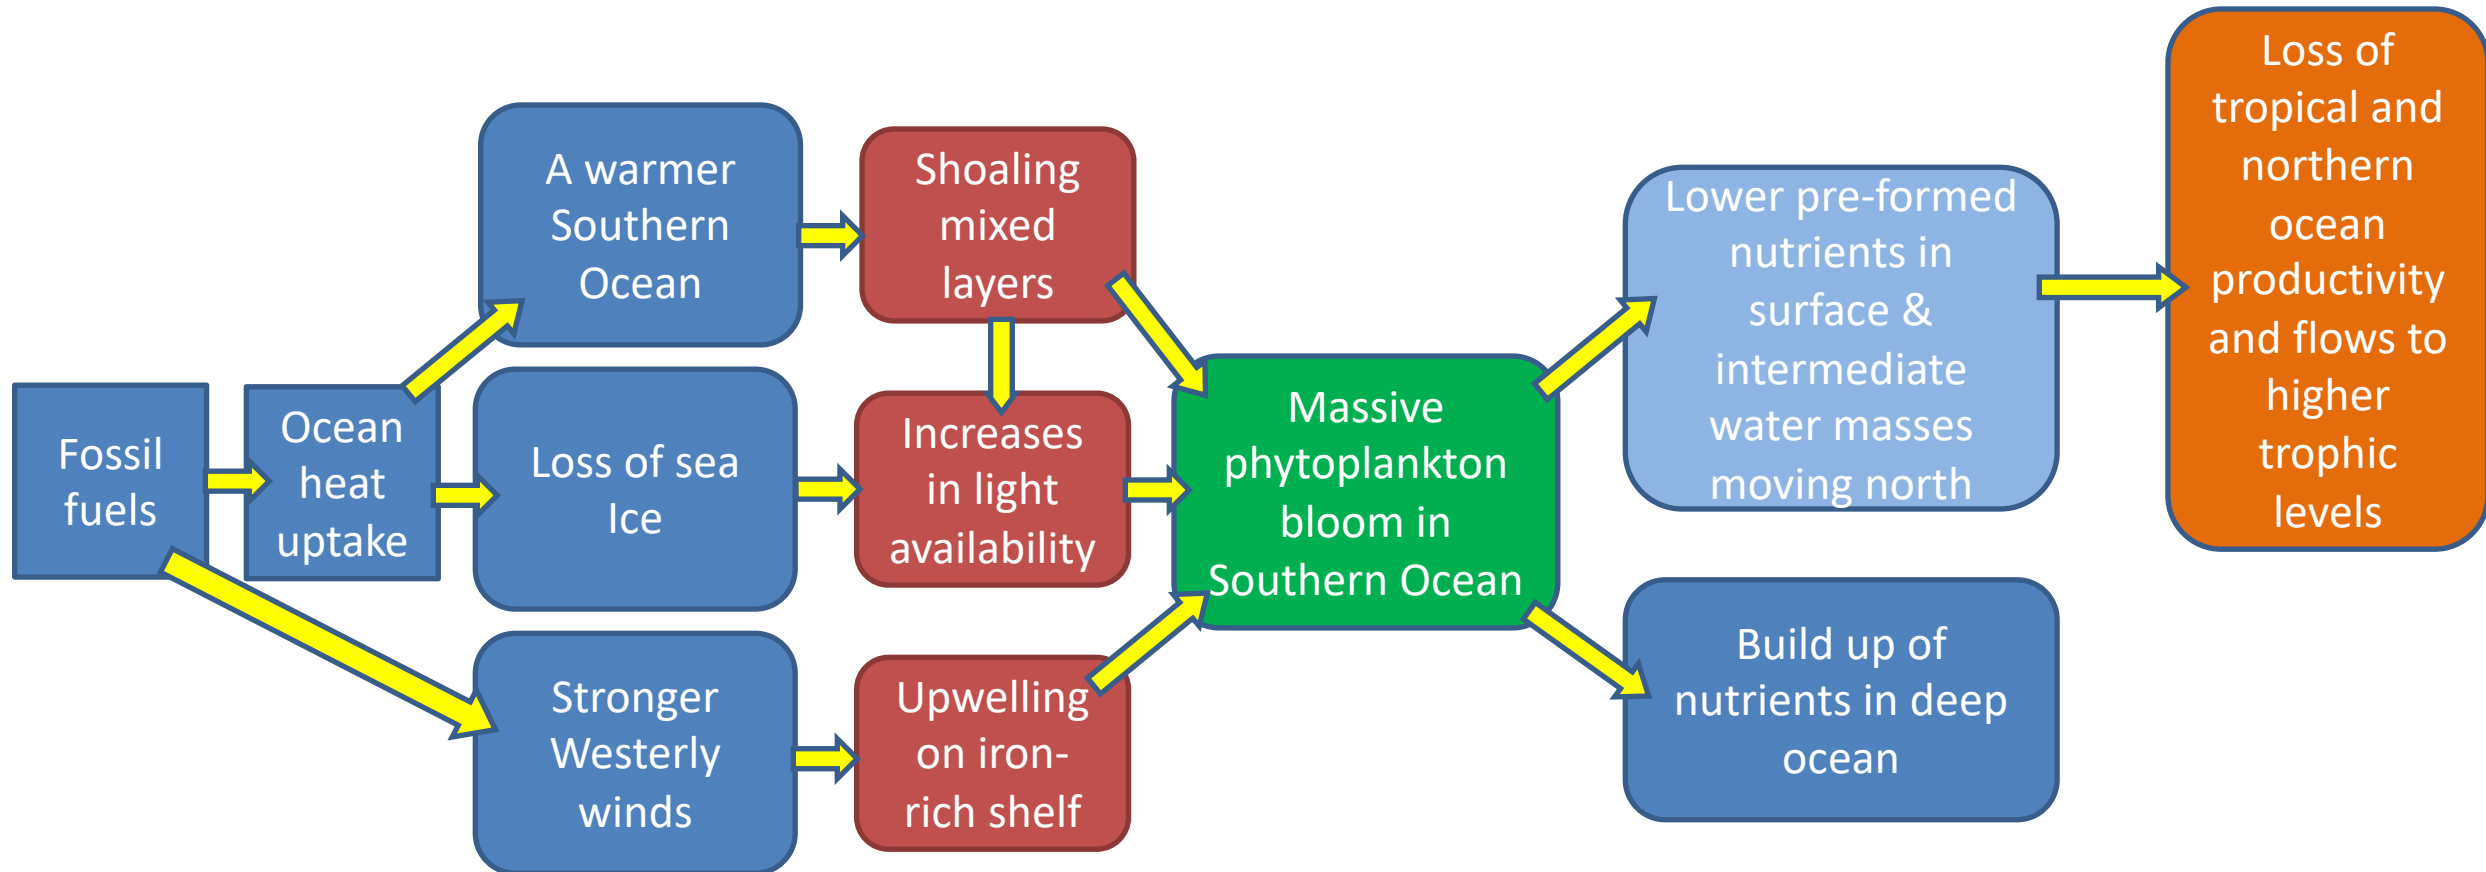 Fossil
fuels
Ocean
heat
uptake
A warmer
Southern
Ocean
Loss of sea
Ice
Stronger
Westerly
winds
Shoaling
mixed
layers
Increases
in light
availability
Upwelling
on iron-
rich shelf
Massive
phytoplankton
bloom in
Southern Ocean
Lower pre-formed
nutrients in
surface &
intermediate
water masses
moving north
Build up of
nutrients in deep
ocean
Loss of
tropical and
northern
ocean
productivity
and flows to
higher
trophic
levels